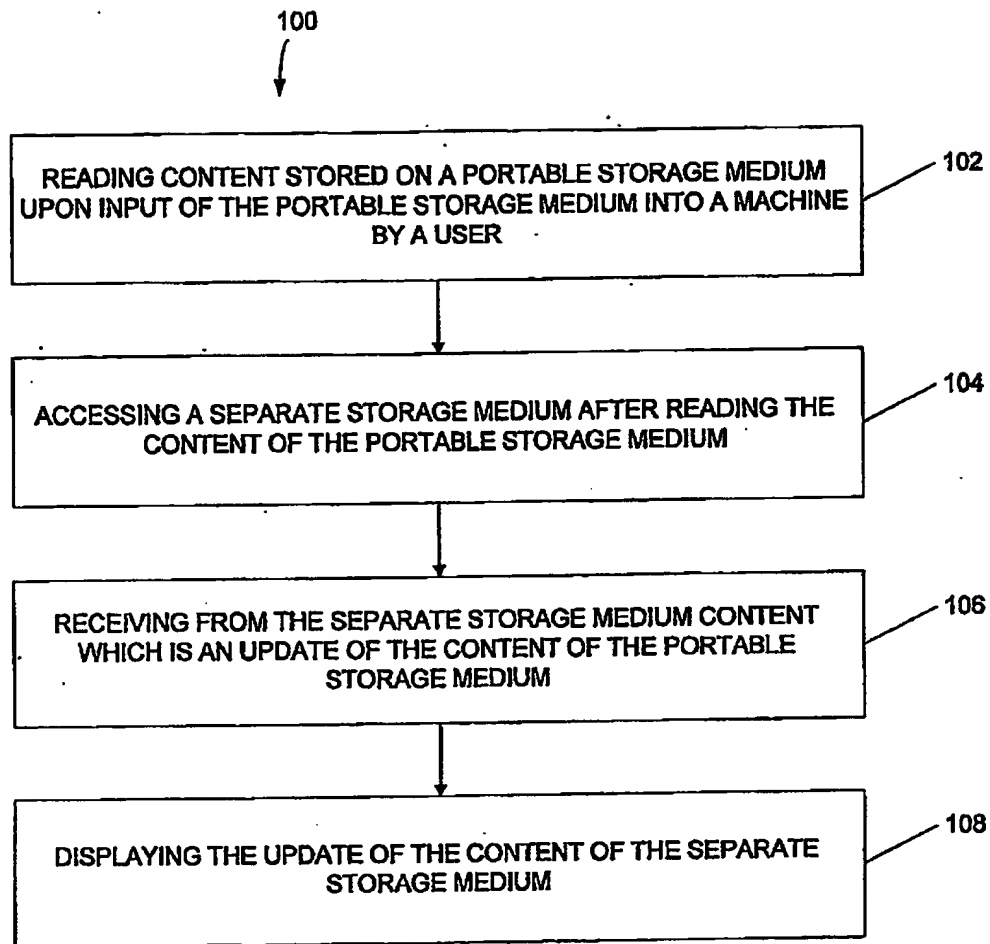 100
READING CONTENT STORED ON A PORTABLE STORAGE MEDIUM
UPON INPUT OF THE PORTABLE STORAGE MEDIUM INTO A MACHINE
BY A USER
102
ACCESSING A SEPARATE STORAGE MEDIUM AFTER READING THE
CONTENT OF THE PORTABLE STORAGE MEDIUM
104
RECEIVING FROM THE SEPARATE STORAGE MEDIUM CONTENT
WHICH IS AN UPDATE OF THE CONTENT OF THE PORTABLE
STORAGE MEDIUM
106
DISPLAYING THE UPDATE OF THE CONTENT OF THE SEPARATE
STORAGE MEDIUM
108